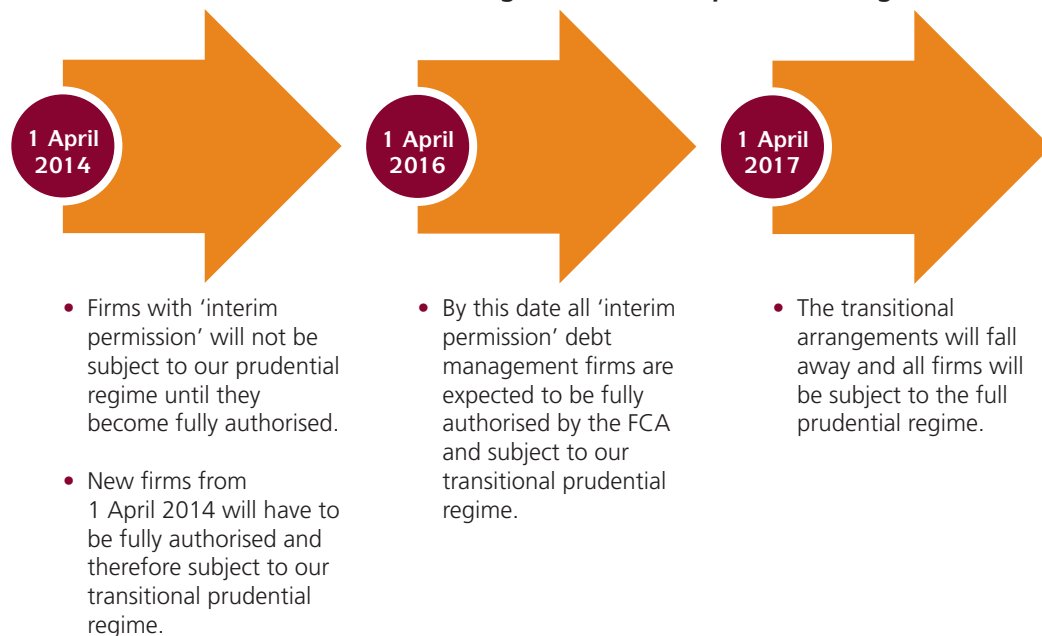 1 April
2014
1 April
2016
1 April
2017
• Firms with ‘interim
permission’ will not be
subject to our prudential
regime until they
become fully authorised.
• New firms from
1 April 2014 will have to
be fully authorised and
therefore subject to our
transitional prudential
regime.
• By this date all ‘interim
permission’ debt
management firms are
expected to be fully
authorised by the FCA
and subject to our
transitional prudential
regime.
• The transitional
arrangements will fall
away and all firms will
be subject to the full
prudential regime.